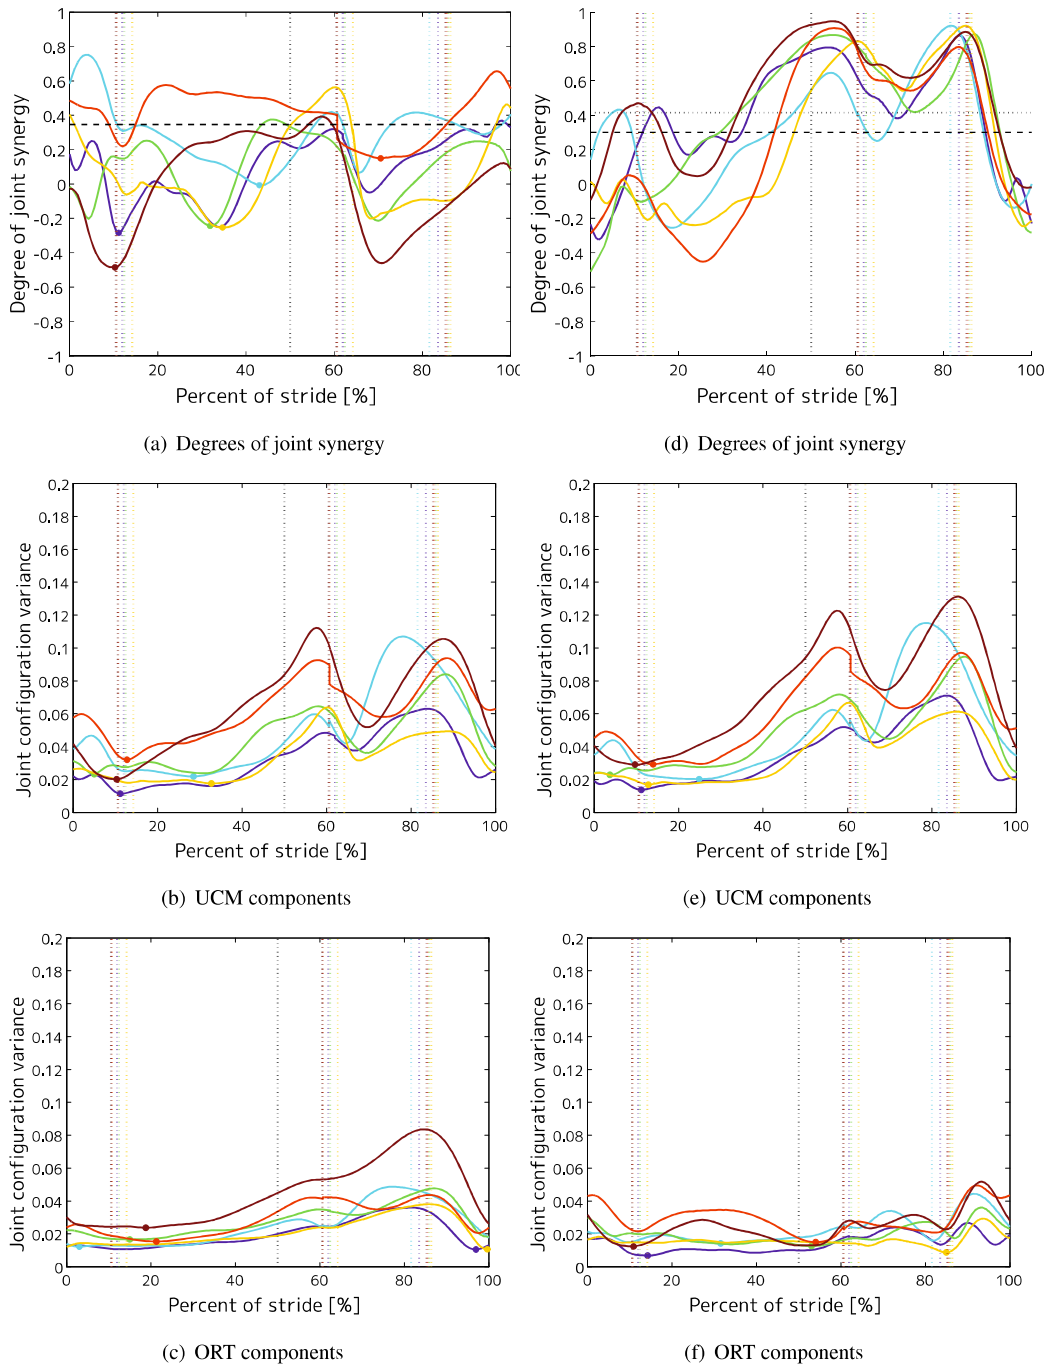 1
0.8
0.6
0.4
0.2
0
-0.2
-0.4
-0.6
-0.8
-1
Degree of joint synergy
0 20 40 60 80 100
Percent of stride [%]
(a) Degrees of joint synergy
1
0.8
0.6
0.4
0.2
0
-0.2
-0.4
-0.6
-0.8
-1
Degree of joint synergy
0 20 40 60 80 100
Percent of stride [%]
(d) Degrees of joint synergy
0.2
0.18
0.16
0.14
0.12
0.1
0.08
0.06
0.04
0.02
0
Joint configuration variance
0 20 40 60 80 100
Percent of stride [%]
(b) UCM components
0.2
0.18
0.16
0.14
0.12
0.1
0.08
0.06
0.04
0.02
0
Joint configuration variance
0 20 40 60 80 100
Percent of stride [%]
(e) UCM components
0.2
0.18
0.16
0.14
0.12
0.1
0.08
0.06
0.04
0.02
0
Joint configuration variance
0 20 40 60 80 100
Percent of stride [%]
(c) ORT components
0.2
0.18
0.16
0.14
0.12
0.1
0.08
0.06
0.04
0.02
0
Joint configuration variance
0 20 40 60 80 100
Percent of stride [%]
(f) ORT components